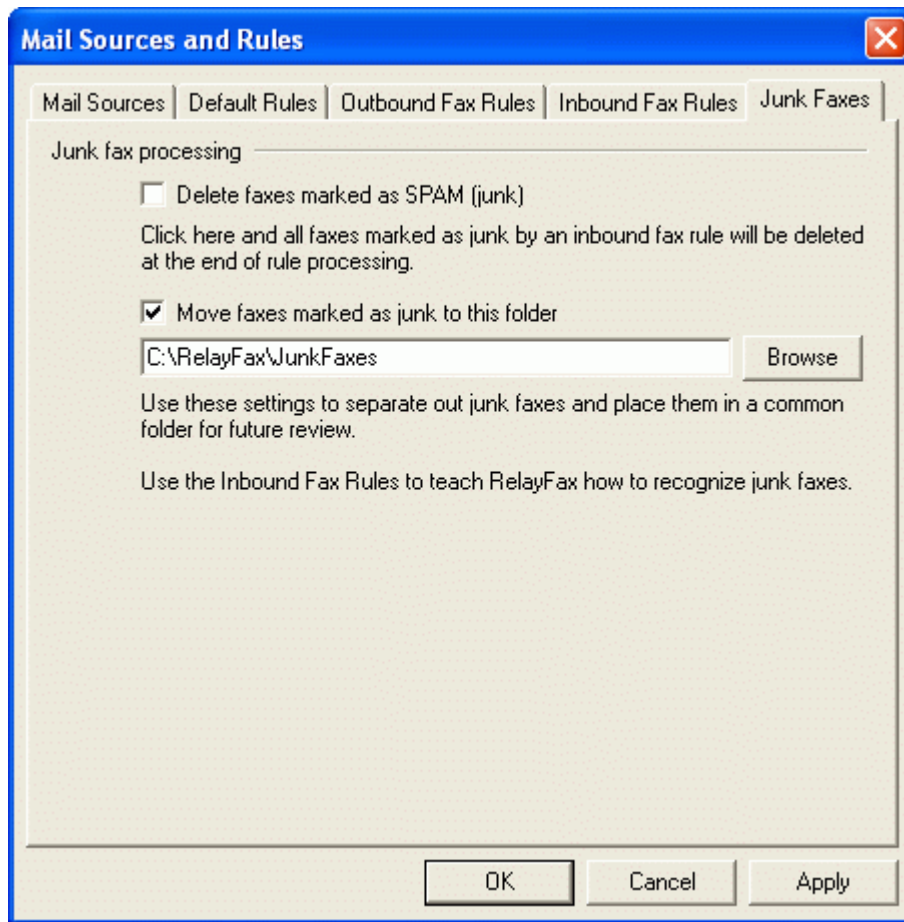 Mail Sources and Rules
Mail Sources
Default Rules
Outbound Fax Rules
Inbound Fax Rules
Junk Faxes
Junk fax processing
Delete faxes marked as SPAM (junk)
Click here and all faxes marked as junk by an inbound fax rule will be deleted
at the end of rule processing.
Move faxes marked as junk to this folder
C:\RelayFax\JunkFaxes
Browse
Use these settings to separate out junk faxes and place them in a common
folder for future review.
Use the Inbound Fax Rules to teach RelayFax how to recognize junk faxes.
OK
Cancel
Apply